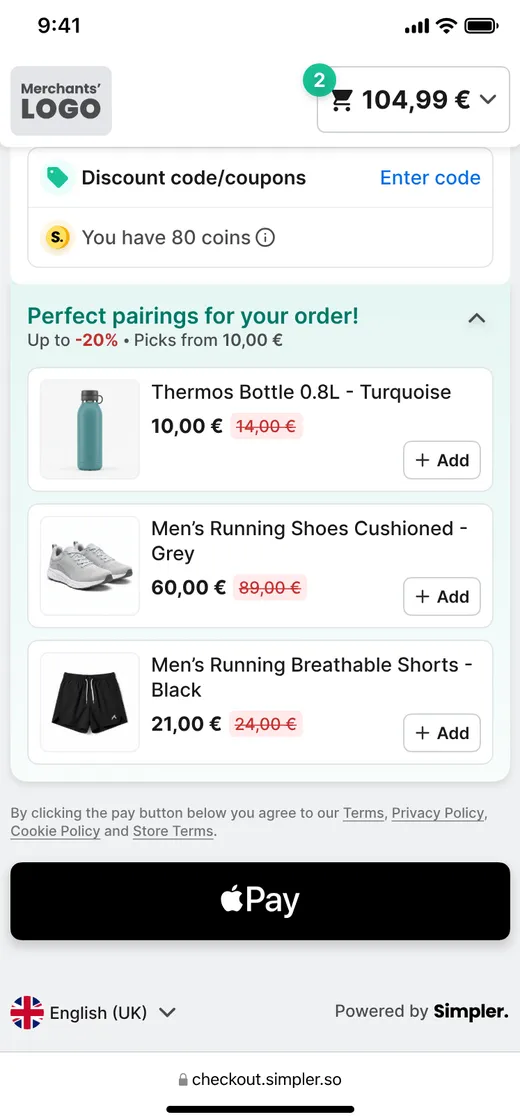 9:41
Merchants’
LOGO
2
104,99 €
Discount code/coupons
Enter code
S.
You have 80 coins
Perfect pairings for your order!
Up to -20% • Picks from 10,00 €
Thermos Bottle 0.8L - Turquoise
10,00 € 14,00 €
+ Add
Men’s Running Shoes Cushioned -
Grey
60,00 € 89,00 €
+ Add
Men’s Running Breathable Shorts -
Black
21,00 € 24,00 €
+ Add
By clicking the pay button below you agree to our Terms, Privacy Policy,
Cookie Policy and Store Terms.
Pay
English (UK)
Powered by Simpler.
checkout.simpler.so